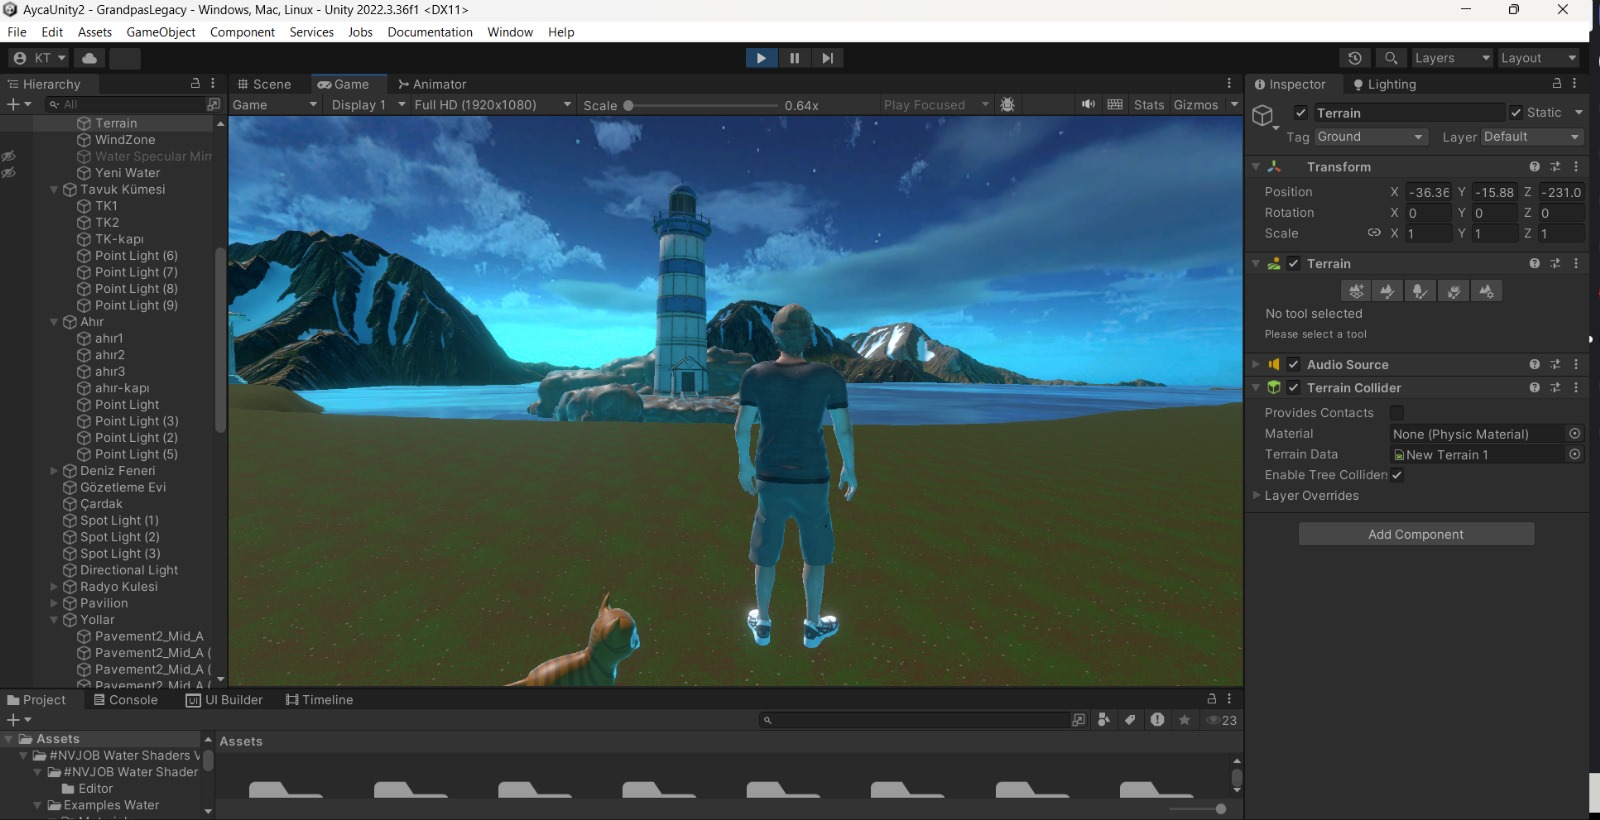 AycaUnity2 - GrandpasLegacy - Windows, Mac, Linux - Unity 2022.3.36f1 <DX11>
File Edit Assets GameObject Component Services Jobs Documentation Window Help
KT Layers Layout
Hierarchy
All
Terrain
WindZone
Water Specular Mirr
Yeni Water
Tavuk Kümesi
TK1
TK2
TK-kapı
Point Light (6)
Point Light (7)
Point Light (8)
Point Light (9)
Ahır
ahır1
ahır2
ahır3
ahır-kapı
Point Light
Point Light (3)
Point Light (2)
Point Light (5)
Deniz Feneri
Gözetleme Evi
Çardak
Spot Light (1)
Spot Light (2)
Spot Light (3)
Directional Light
Radyo Kulesi
Pavilion
Yollar
Pavement2_Mid_A
Pavement2_Mid_A (
Pavement2_Mid_A (
Pavement2_Mid_A (
Scene Game Animator
Game Display 1 Full HD (1920x1080) Scale 0.64x Play Focused Stats Gizmos
Inspector Lighting
Terrain Static
Tag Ground Layer Default
Transform
Position X -36.36 Y -15.88 Z -231.0
Rotation X 0 Y 0 Z 0
Scale X 1 Y 1 Z 1
Terrain
No tool selected
Please select a tool
Audio Source
Terrain Collider
Provides Contacts
Material None (Physic Material)
Terrain Data New Terrain 1
Enable Tree Colliders
Layer Overrides
Add Component
Project Console UI Builder Timeline
23
Assets
#NVJOB Water Shaders V
#NVJOB Water Shader
Editor
Examples Water
Assets